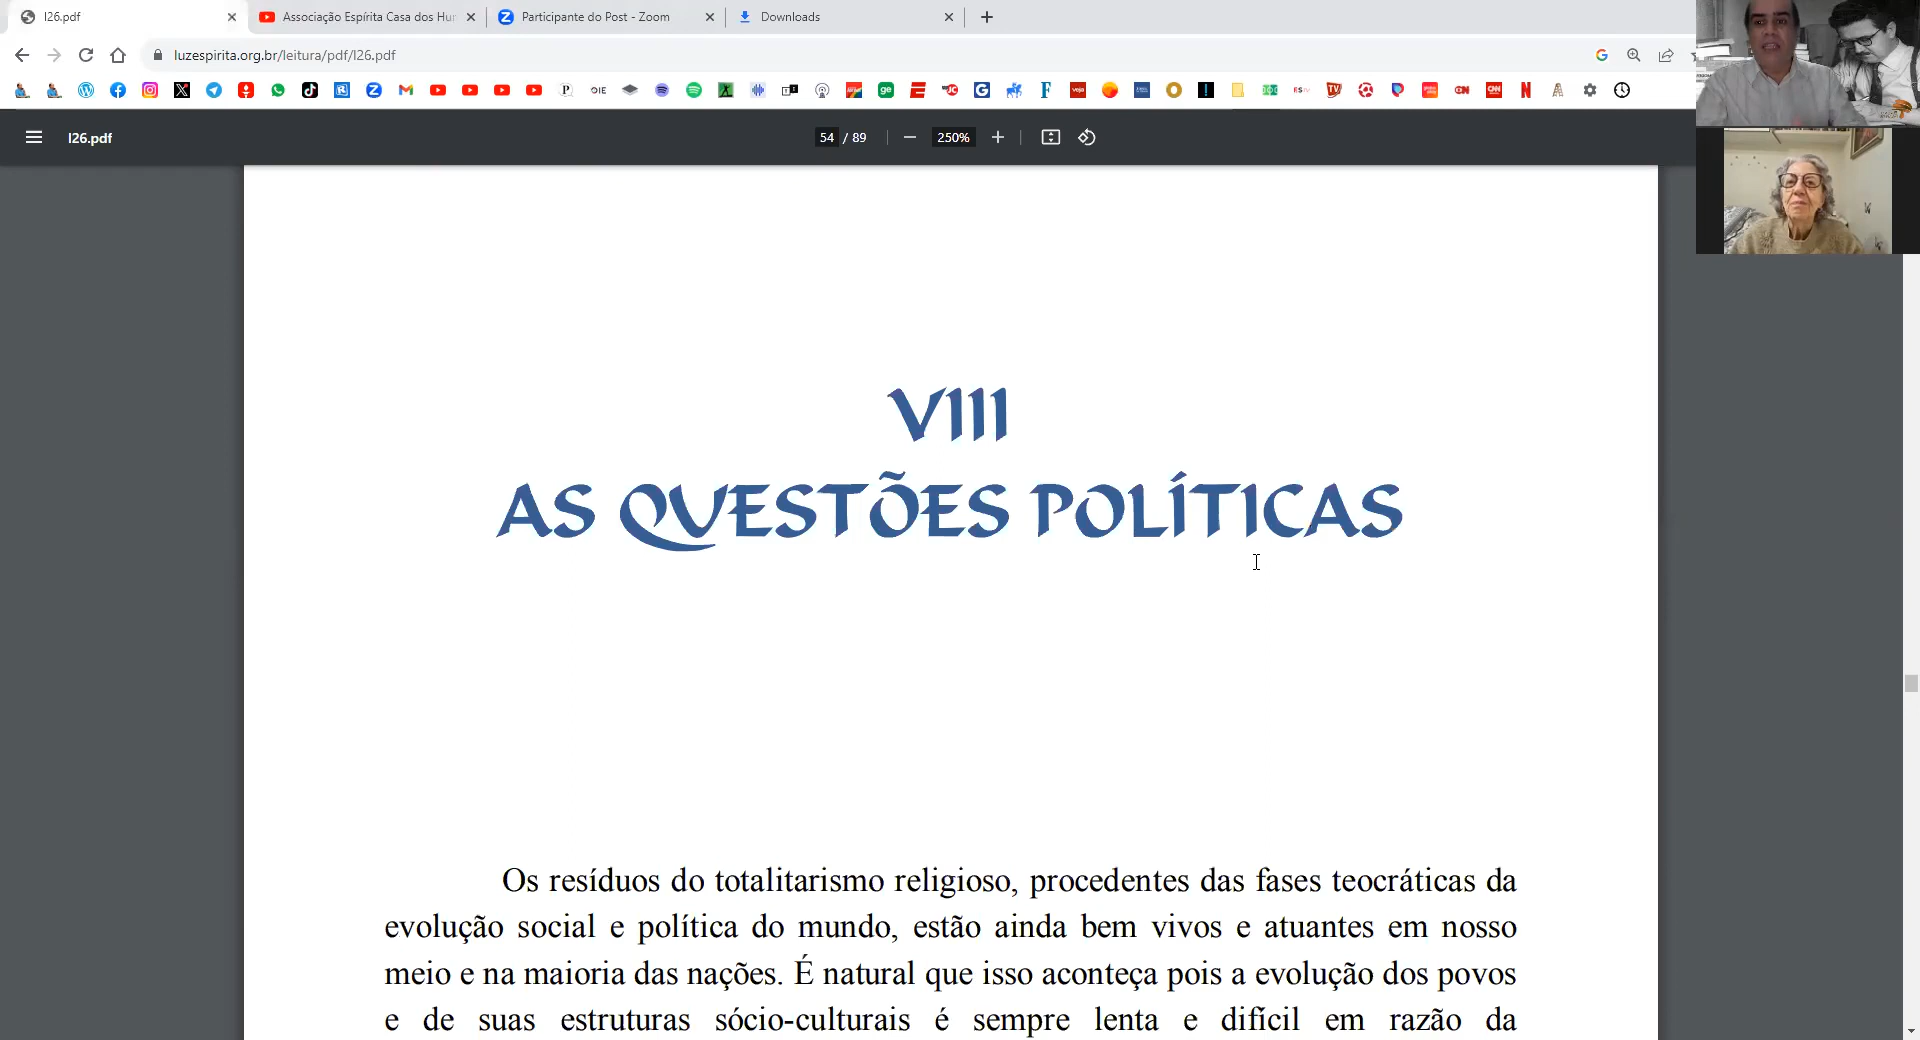 l26.pdf
Associação Espírita Casa dos Hum
Participante do Post - Zoom
Downloads
luzespirita.org.br/leitura/pdf/l26.pdf
l26.pdf
54 / 89
250%
VIII
AS QUESTÕES POLÍTICAS
Os resíduos do totalitarismo religioso, procedentes das fases teocráticas da
evolução social e política do mundo, estão ainda bem vivos e atuantes em nosso
meio e na maioria das nações. É natural que isso aconteça pois a evolução dos povos
e de suas estruturas sócio-culturais é sempre lenta e difícil em razão da